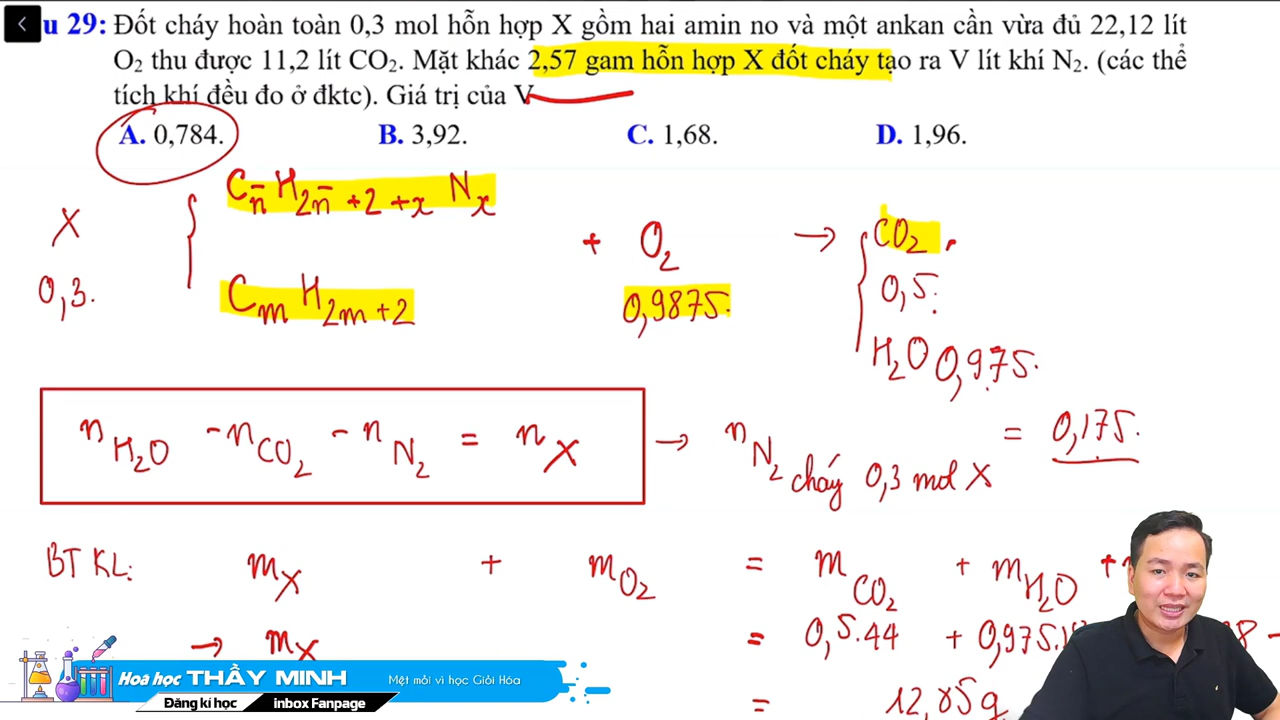 u 29: Đốt cháy hoàn toàn 0,3 mol hỗn hợp X gồm hai amin no và một ankan cần vừa đủ 22,12 lít
O₂ thu được 11,2 lít CO₂. Mặt khác 2,57 gam hỗn hợp X đốt cháy tạo ra V lít khí N₂. (các thể
tích khí đều đo ở đktc). Giá trị của V
A. 0,784. B. 3,92. C. 1,68. D. 1,96.
X { C_n̄ H_2n̄+2+x N_x
+ O₂ → { CO₂
0,3. C_m H_2m+2 0,9875. 0,5.
H₂O 0,975.
n_H₂O - n_CO₂ - n_N₂ = n_X → n_N₂ cháy 0,3 mol X = 0,175.
BTKL: m_X + m_O₂ = m_CO₂ + m_H₂O +
→ m_X = 0,5.44 + 0,975.
= 12,85g
Hoá học THẦY MINH
Mệt mỏi vì học Giỏi Hóa
Đăng kí học inbox Fanpage